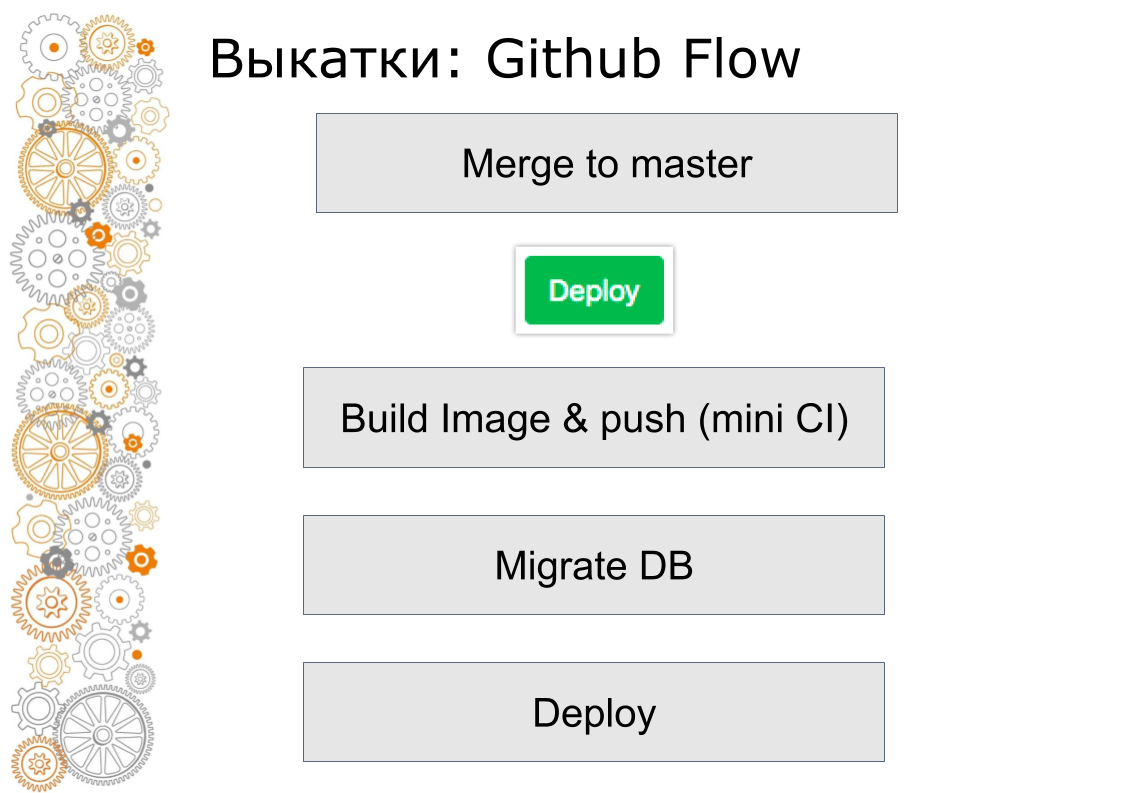 Выкатки: Github Flow
Merge to master
Deploy
Build Image & push (mini CI)
Migrate DB
Deploy